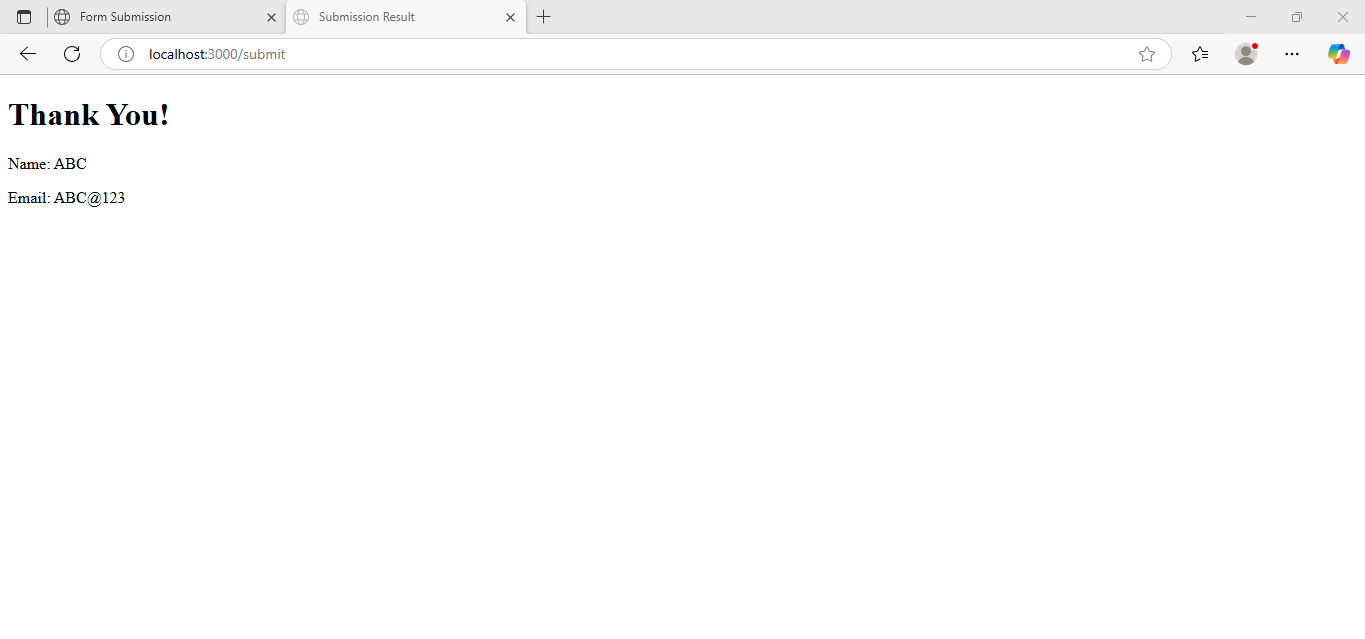 Form Submission
Submission Result
localhost:3000/submit
Thank You!
Name: ABC
Email: ABC@123